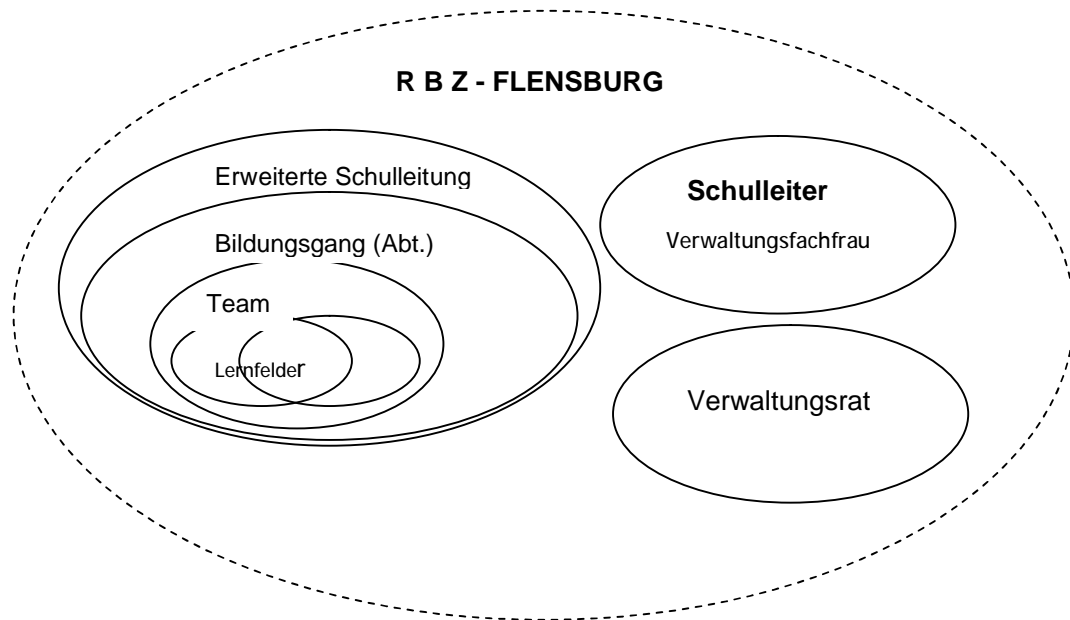 R B Z - FLENSBURG
Erweiterte Schulleitung
Bildungsgang (Abt.)
Team
Lernfelder
Schulleiter
Verwaltungsfachfrau
Verwaltungsrat